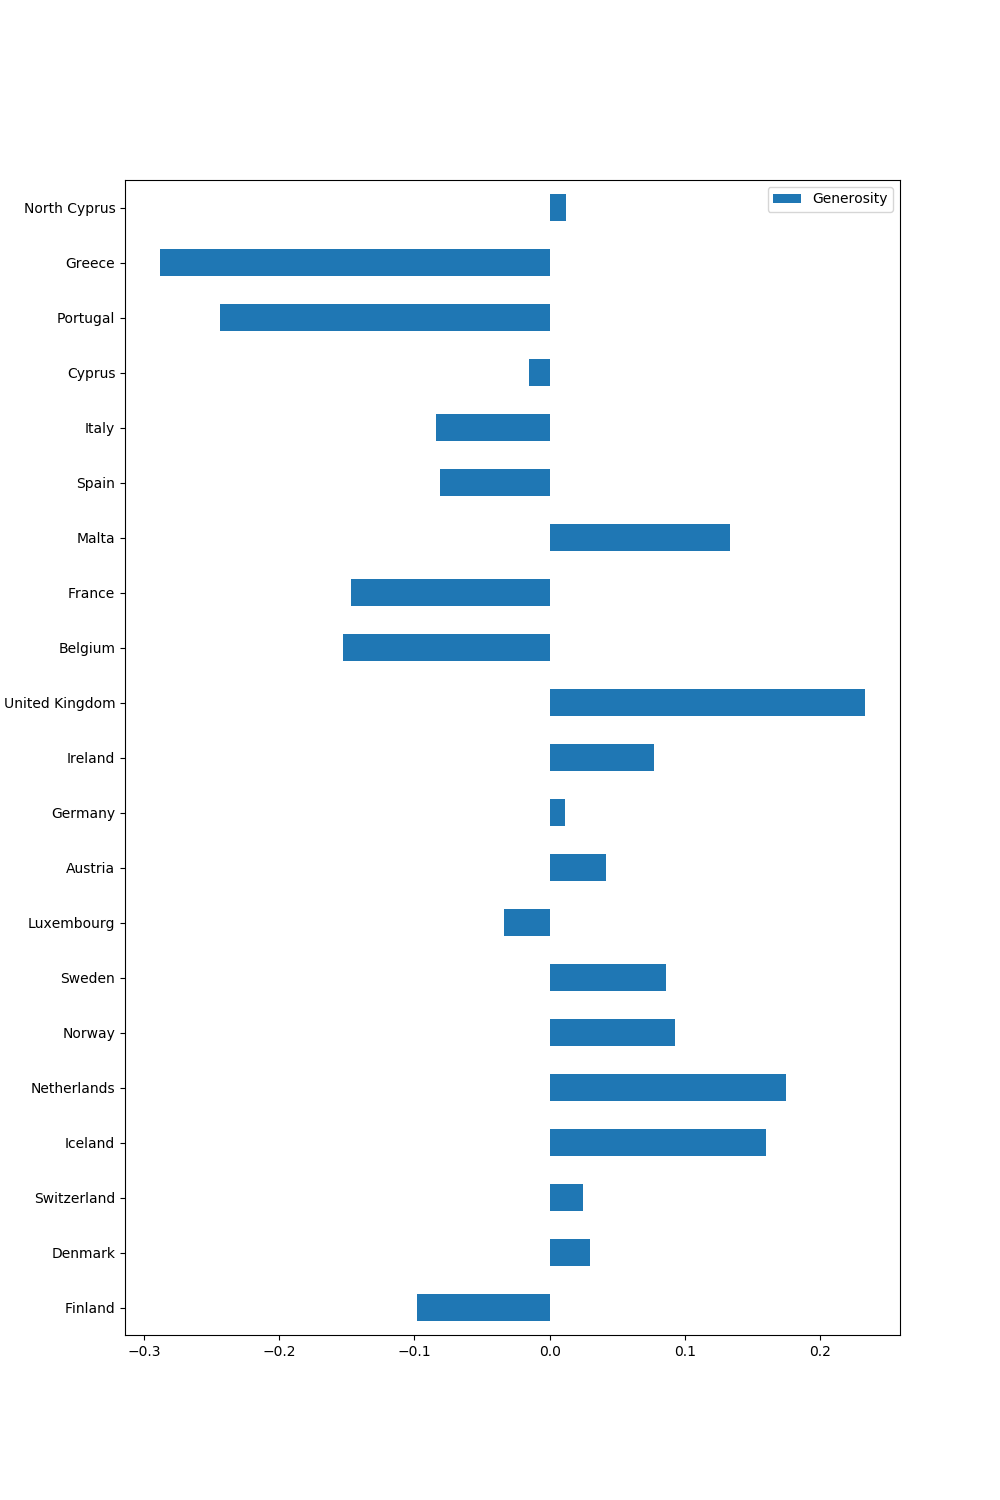 Generosity
North Cyprus
Greece
Portugal
Cyprus
Italy
Spain
Malta
France
Belgium
United Kingdom
Ireland
Germany
Austria
Luxembourg
Sweden
Norway
Netherlands
Iceland
Switzerland
Denmark
Finland
−0.3 −0.2 −0.1 0.0 0.1 0.2